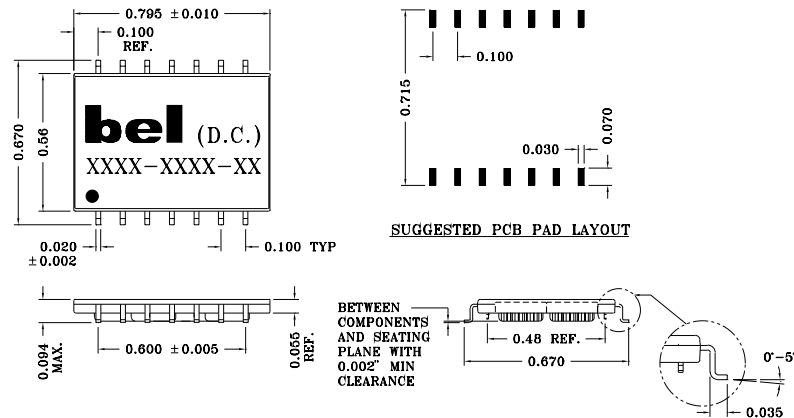 0.795 ±0.010
0.100
REF.
0.670
0.56
bel (D.C.)
XXXX-XXXX-XX
0.020
±0.002
0.100 TYP
0.100
0.715
0.030
0.070
SUGGESTED PCB PAD LAYOUT
0.094
MAX.
0.600 ±0.005
0.055
REF.
BETWEEN
COMPONENTS
AND SEATING
PLANE WITH
0.002" MIN
CLEARANCE
0.48 REF.
0.670
0°-5°
0.035